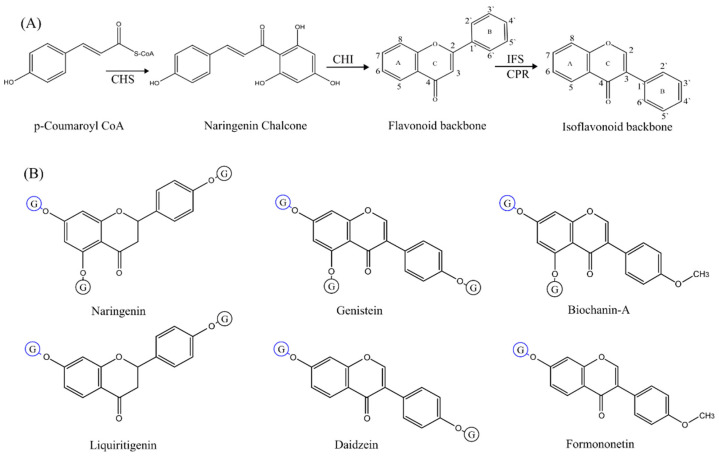 (A)
S-CoA
HO
CHS
p-Coumaroyl CoA
O
OH
HO
OH
OH
Naringenin Chalcone
CHI
3`
2`
4`
B
8
O
1`
5`
7
2
6`
A
C
6
3
5
4
O
Flavonoid backbone
IFS
CPR
8
O
7
2
A
C
2`
6
3
1`
3`
5
4
B
O
6`
4`
5`
Isoflavonoid backbone
(B)
G
O
O
O
G
O
O
G
Naringenin
G
O
O
O
G
O
O
G
Genistein
G
O
O
O
G
O
O
CH3
Biochanin-A
G
O
O
O
G
O
Liquiritigenin
G
O
O
O
O
G
Daidzein
G
O
O
O
O
CH3
Formononetin